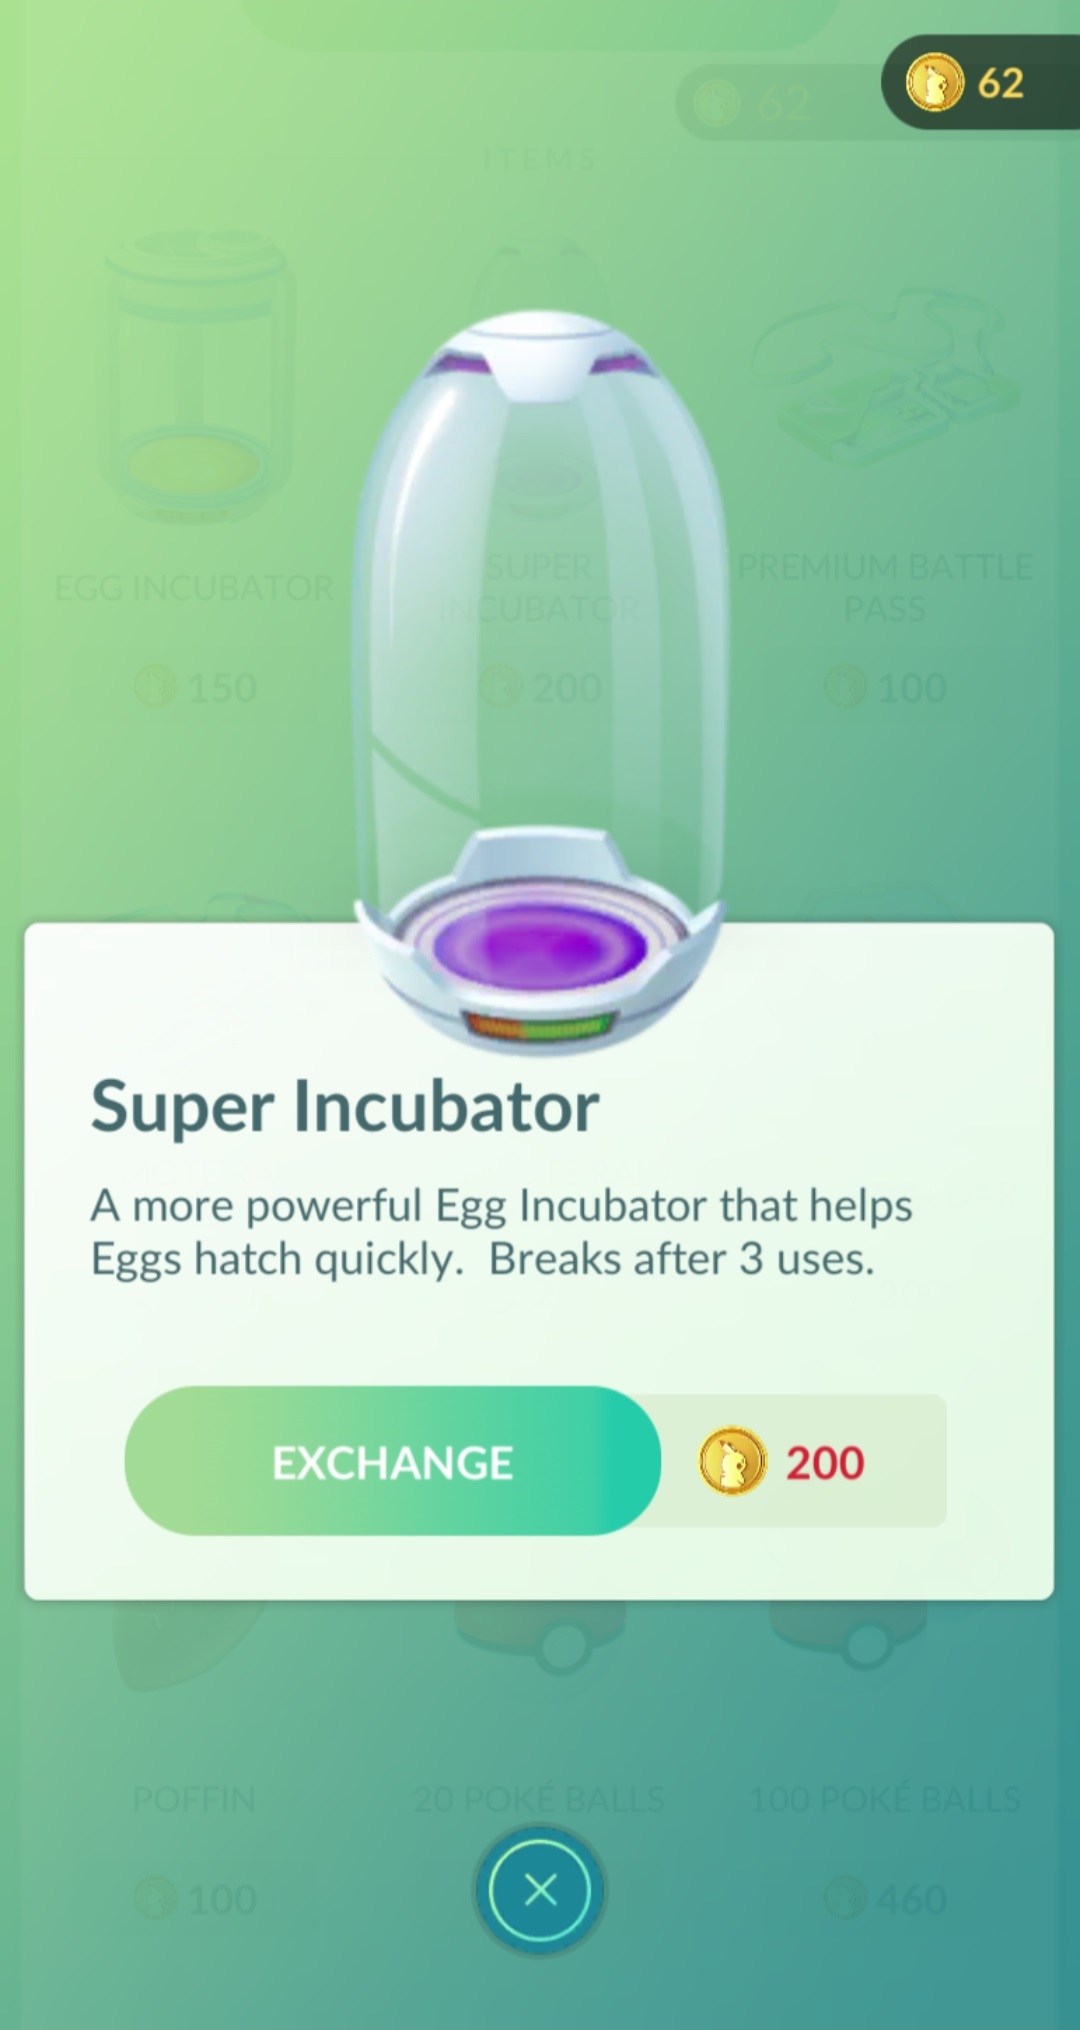 62
62
ITEMS
EGG INCUBATOR
SUPER
INCUBATOR
PREMIUM BATTLE
PASS
150
200
100
Super Incubator
A more powerful Egg Incubator that helps
Eggs hatch quickly.  Breaks after 3 uses.
EXCHANGE
200
POFFIN
20 POKÉ BALLS
100 POKÉ BALLS
100
460